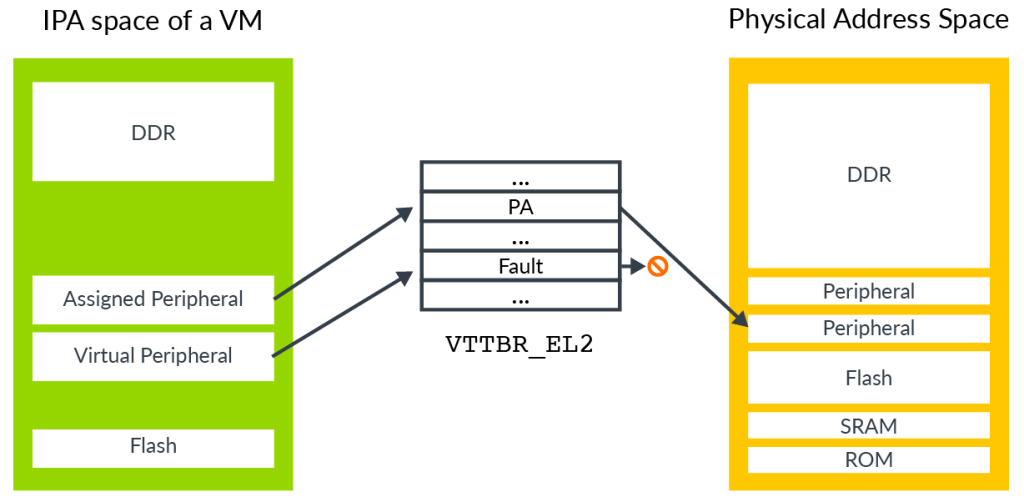 IPA space of a VM
DDR
Assigned Peripheral
Virtual Peripheral
Flash
...
PA
...
Fault
...
VTTBR_EL2
Physical Address Space
DDR
Peripheral
Peripheral
Flash
SRAM
ROM